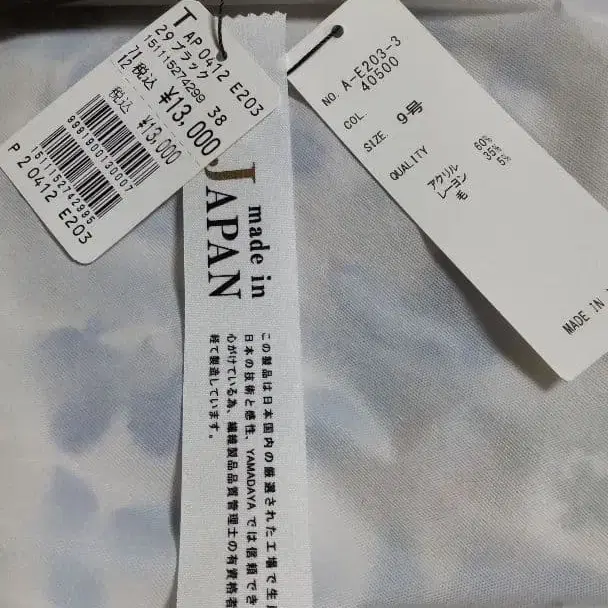 T AP 0412 E203
29 ブラック 38
151115274299
71
12 税込 ¥13,000
税込 ¥13,000
9981900130007
1511152742995
P 2 0412 E203
made in
JAPAN
この製品は日本国内の厳選された工場で生
日本の技術と感性、YAMADAYA では信頼でき
心がけている為、繊維製品品質管理士の有資格者
経て製造しています。
NO. A-E203-3
COL. 40500
SIZE. 9号
QUALITY
アクリル 60%
レーヨン 35%
毛 5%
MADE IN